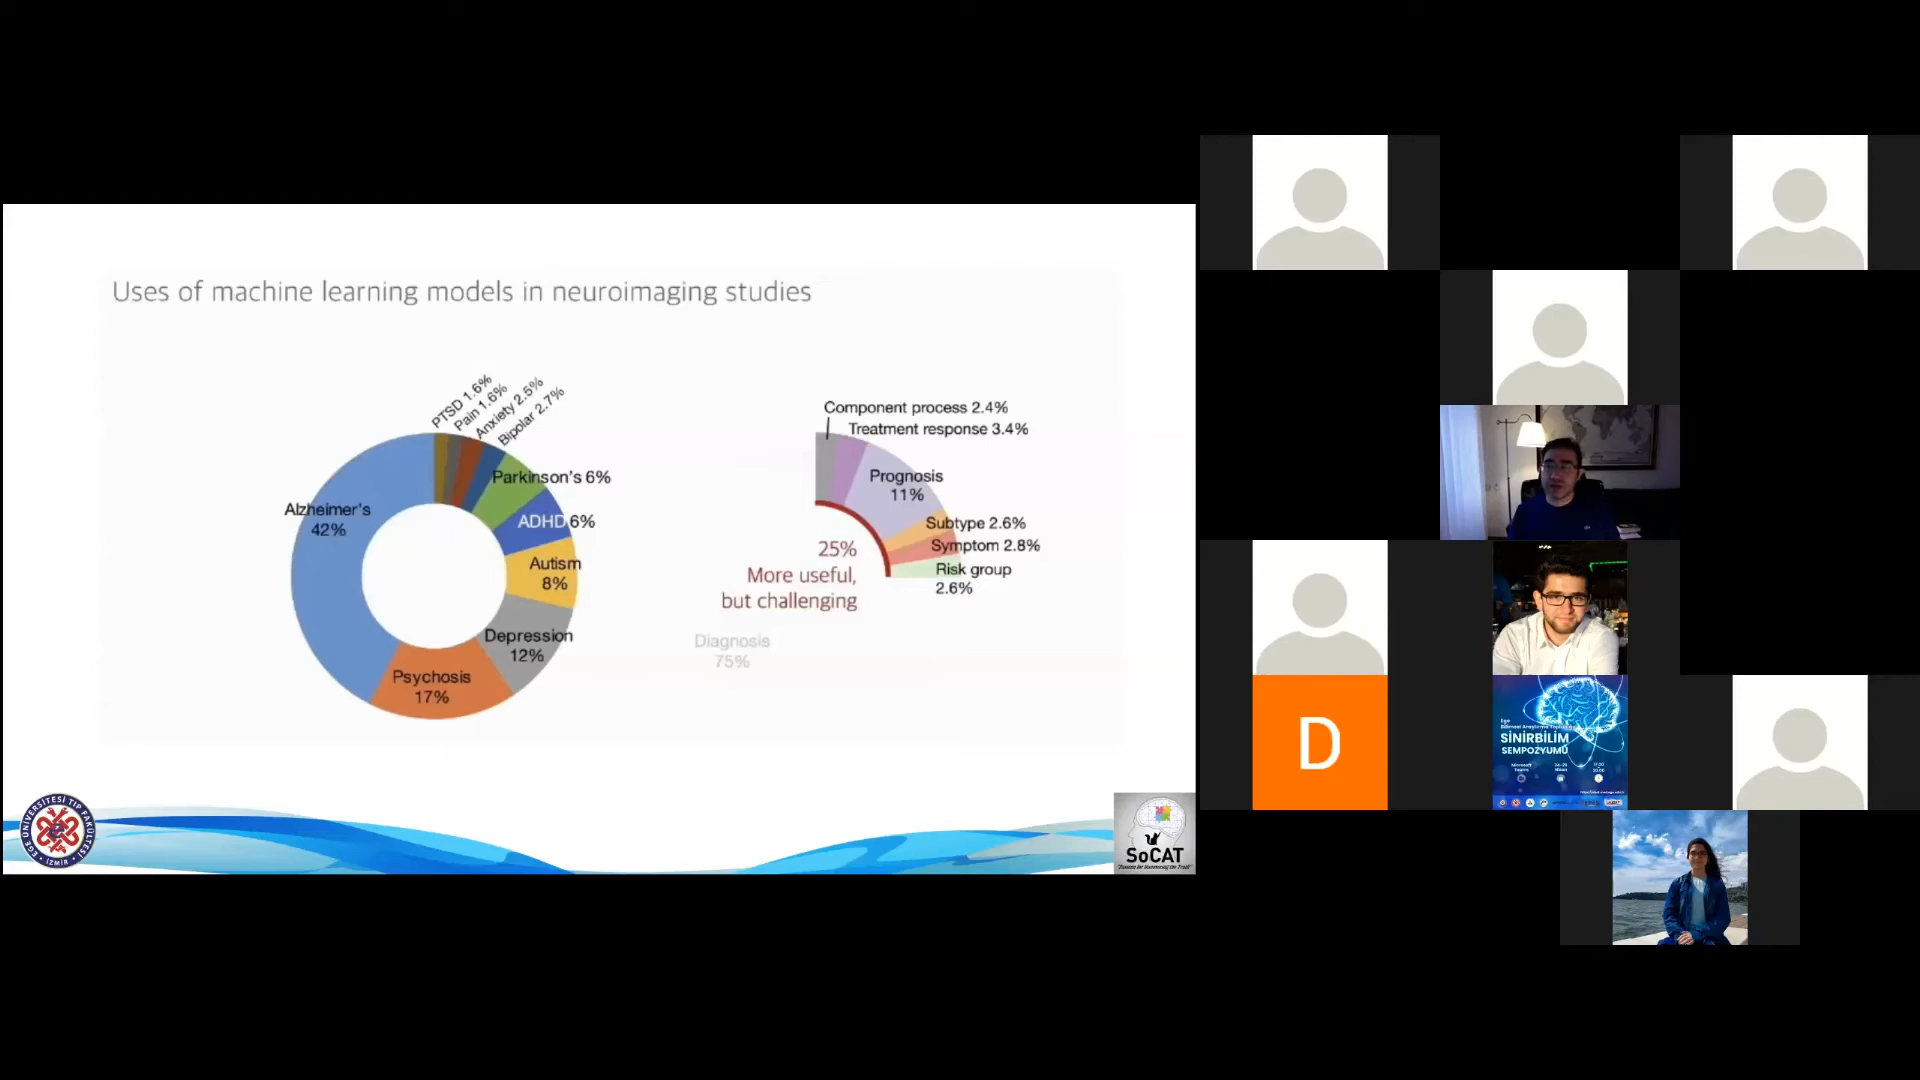 Uses of machine learning models in neuroimaging studies
PTSD 1.6%
Pain 1.6%
Anxiety 2.5%
Bipolar 2.7%
Parkinson's 6%
ADHD 6%
Autism
8%
Depression
12%
Psychosis
17%
Alzheimer's
42%
Component process 2.4%
Treatment response 3.4%
Prognosis
11%
Subtype 2.6%
Symptom 2.8%
Risk group
2.6%
25%
More useful,
but challenging
Diagnosis
75%
EGE ÜNİVERSİTESİ TIP FAKÜLTESİ
İZMİR
SoCAT
D
Ege
SİNİRBİLİM
SEMPOZYUMU
Microsoft
Teams